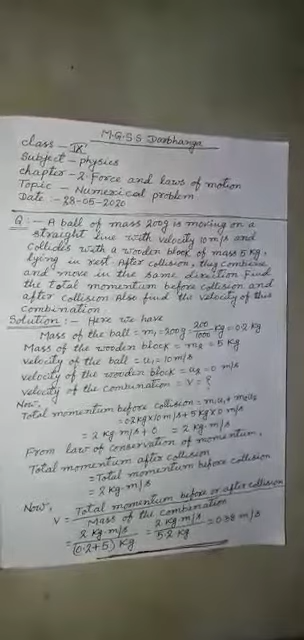 M.G.S.S Darbhanga
class - IX
Subject - physics
chapter - 2. Force and laws of motion
Topic - Numerical problem
Date - 28-05-2020
Q :- A ball of mass 200g is moving on a
straight line with velocity 10 m/s and
collides with a wooden block of mass 5 kg,
lying in rest. After collision, they combine
and move in the same direction. Find
the total momentum before collision and
after collision. Also find the velocity of the
combination.
Solution :- Here we have
Mass of the ball = m₁ = 200g = 200/1000 kg = 0.2 kg
Mass of the wooden block = m₂ = 5 kg
velocity of the ball = u₁ = 10 m/s
velocity of the wooden block = u₂ = 0 m/s
velocity of the combination = v = ?
Now,
Total momentum before collision = m₁u₁ + m₂u₂
= 0.2 kg x 10 m/s + 5 kg x 0 m/s
= 2 kg·m/s + 0 = 2 kg·m/s
From law of conservation of momentum,
Total momentum after collision
= Total momentum before collision
= 2 kg·m/s
Now,
v = Total momentum before or after collision / Mass of the combination
= 2 kg·m/s / (0.2+5) kg = 2 kg·m/s / 5.2 kg = 0.38 m/s